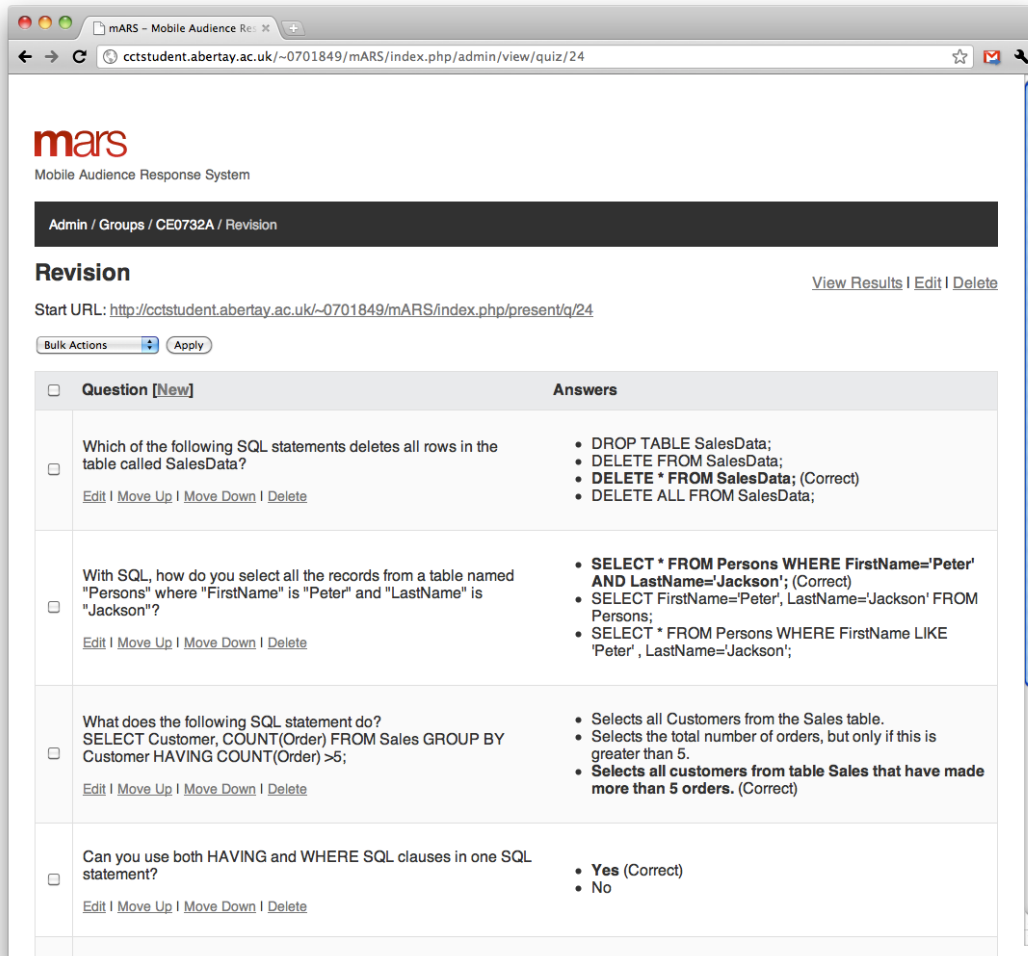 mARS – Mobile Audience Res
cctstudent.abertay.ac.uk/~0701849/mARS/index.php/admin/view/quiz/24
mars
Mobile Audience Response System
Admin / Groups / CE0732A / Revision
Revision
View Results | Edit | Delete
Start URL: http://cctstudent.abertay.ac.uk/~0701849/mARS/index.php/present/q/24
Bulk Actions
Apply
Question [New]
Answers
Which of the following SQL statements deletes all rows in the
table called SalesData?
Edit | Move Up | Move Down | Delete
• DROP TABLE SalesData;
• DELETE FROM SalesData;
• DELETE * FROM SalesData; (Correct)
• DELETE ALL FROM SalesData;
With SQL, how do you select all the records from a table named
"Persons" where "FirstName" is "Peter" and "LastName" is
"Jackson"?
Edit | Move Up | Move Down | Delete
• SELECT * FROM Persons WHERE FirstName='Peter'
AND LastName='Jackson'; (Correct)
• SELECT FirstName='Peter', LastName='Jackson' FROM
Persons;
• SELECT * FROM Persons WHERE FirstName LIKE
'Peter' , LastName='Jackson';
What does the following SQL statement do?
SELECT Customer, COUNT(Order) FROM Sales GROUP BY
Customer HAVING COUNT(Order) >5;
Edit | Move Up | Move Down | Delete
• Selects all Customers from the Sales table.
• Selects the total number of orders, but only if this is
greater than 5.
• Selects all customers from table Sales that have made
more than 5 orders. (Correct)
Can you use both HAVING and WHERE SQL clauses in one SQL
statement?
Edit | Move Up | Move Down | Delete
• Yes (Correct)
• No